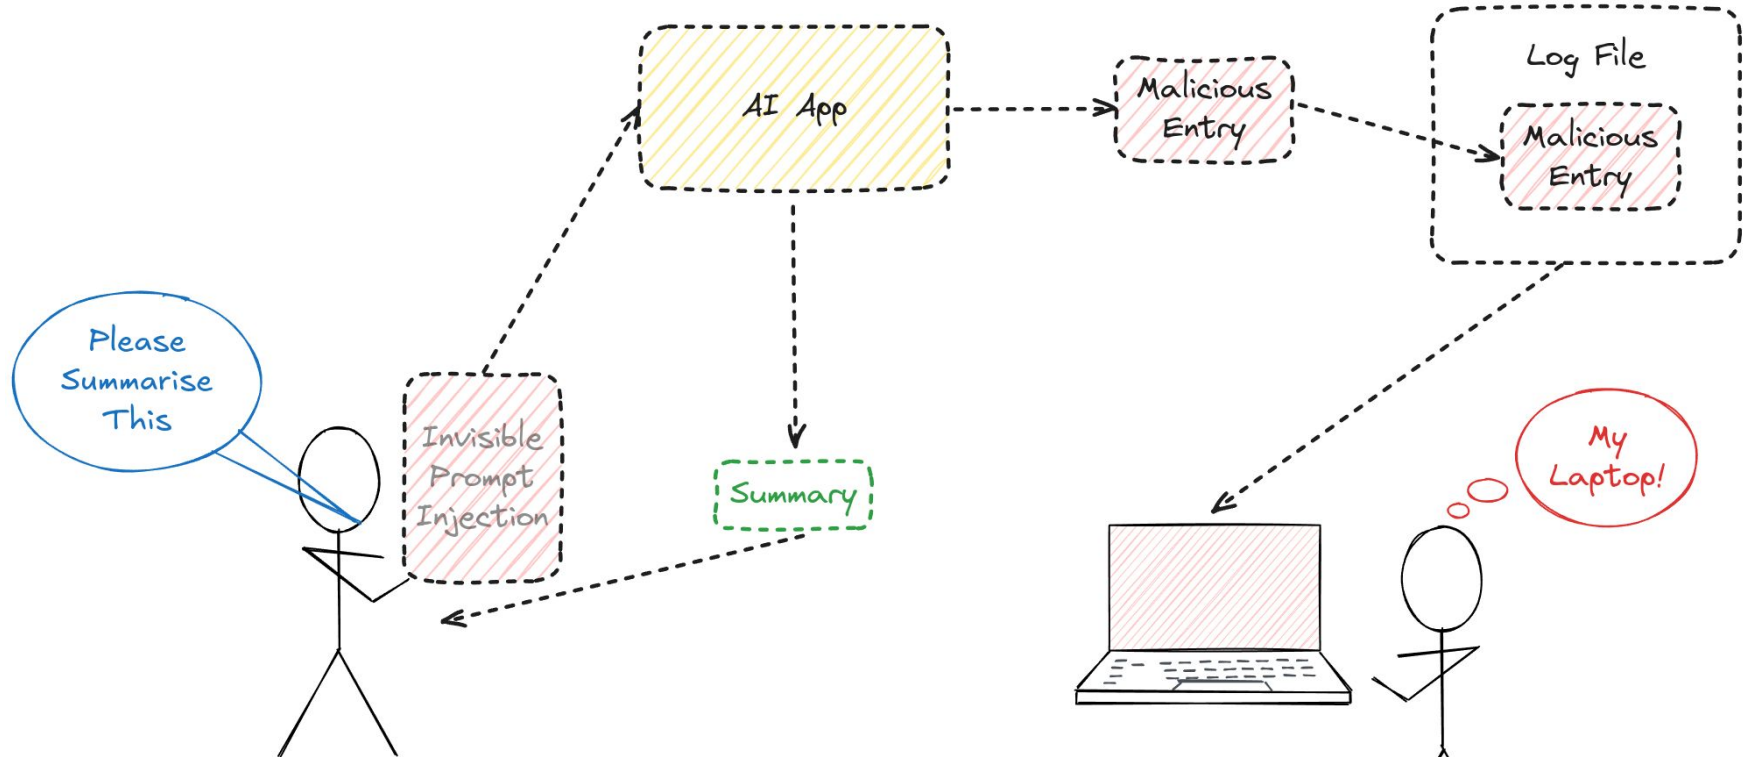 AI App
Malicious
Entry
Log File
Malicious
Entry
Please
Summarise
This
Invisible
Prompt
Injection
Summary
My
Laptop!